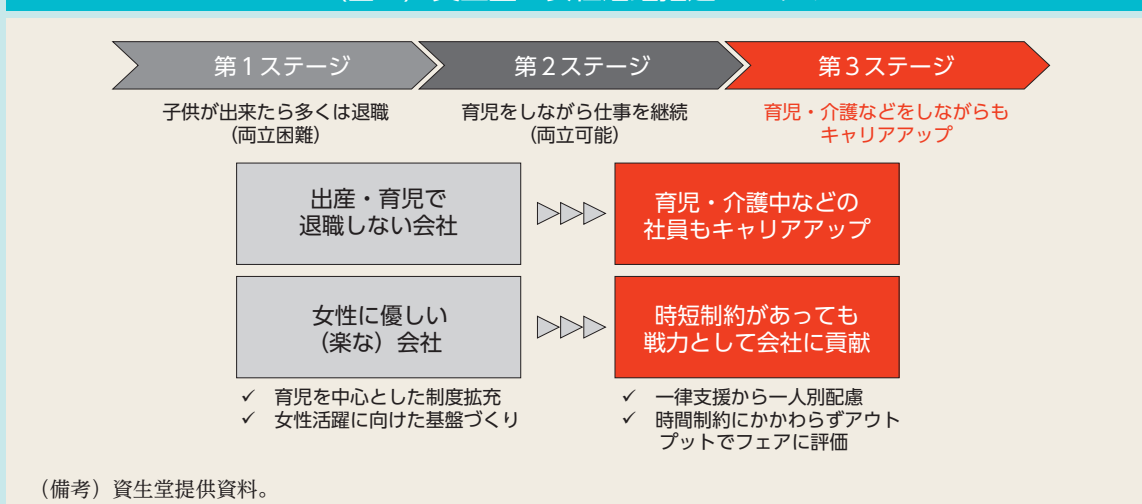 第1ステージ
第2ステージ
第3ステージ
子供が出来たら多くは退職
(両立困難)
育児をしながら仕事を継続
(両立可能)
育児・介護などをしながらも
キャリアアップ
出産・育児で
退職しない会社
育児・介護中などの
社員もキャリアアップ
女性に優しい
(楽な)会社
時短制約があっても
戦力として会社に貢献
✓ 育児を中心とした制度拡充
✓ 女性活躍に向けた基盤づくり
✓ 一律支援から一人別配慮
✓ 時間制約にかかわらずアウト
プットでフェアに評価
(備考)資生堂提供資料。